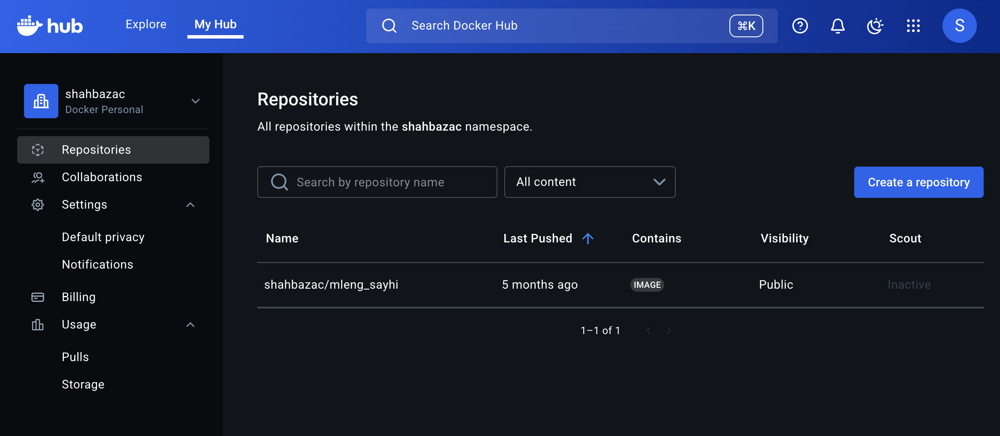 hub
Explore
My Hub
Search Docker Hub
⌘K
S
shahbazac
Docker Personal
Repositories
Collaborations
Settings
Default privacy
Notifications
Billing
Usage
Pulls
Storage
Repositories
All repositories within the shahbazac namespace.
Search by repository name
All content
Create a repository
Name Last Pushed Contains Visibility Scout
shahbazac/mleng_sayhi 5 months ago IMAGE Public Inactive
1–1 of 1